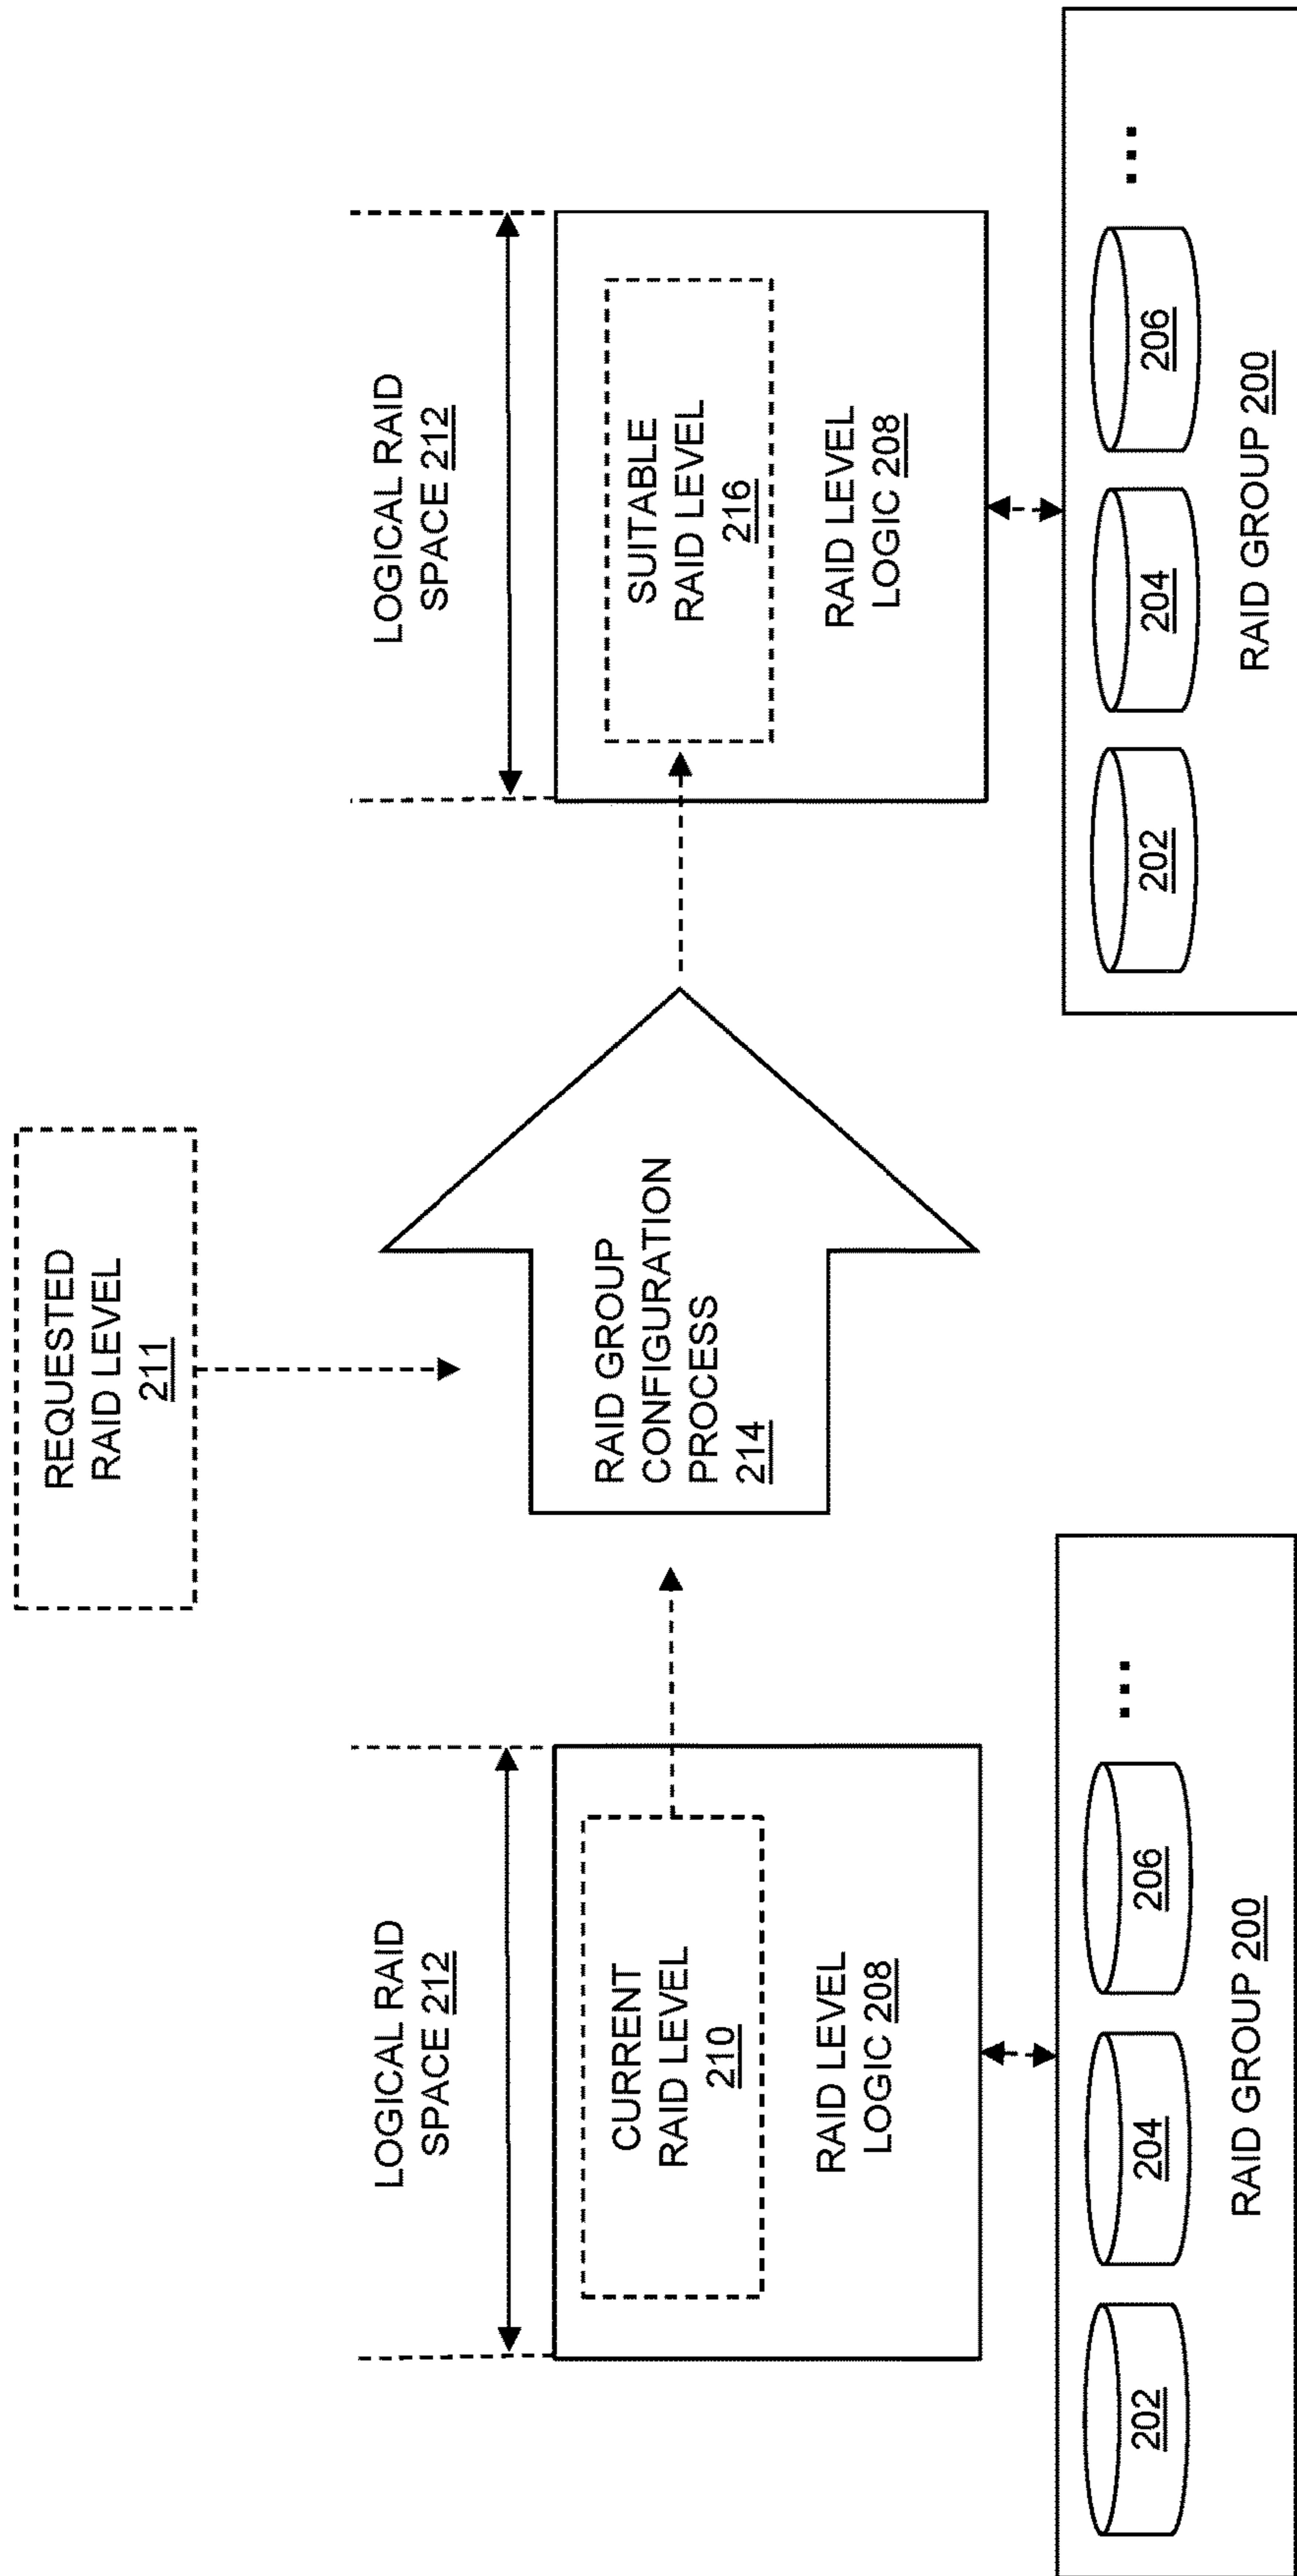 REQUESTED
RAID LEVEL
211
LOGICAL RAID
SPACE 212
CURRENT
RAID LEVEL
210
RAID LEVEL
LOGIC 208
202
204
206
...
RAID GROUP 200
RAID GROUP
CONFIGURATION
PROCESS
214
LOGICAL RAID
SPACE 212
SUITABLE
RAID LEVEL
216
RAID LEVEL
LOGIC 208
202
204
206
...
RAID GROUP 200